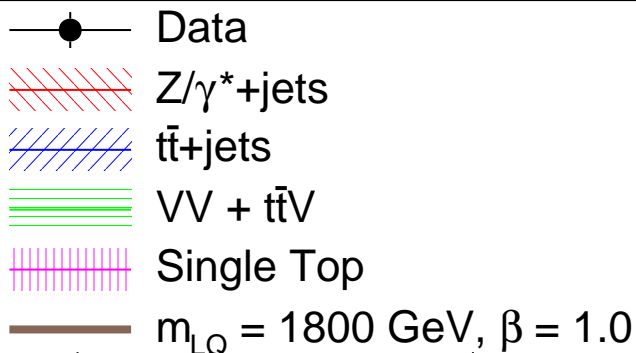 Data
Z/γ*+jets
tt̄+jets
VV + tt̄V
Single Top
m_LQ = 1800 GeV, β = 1.0